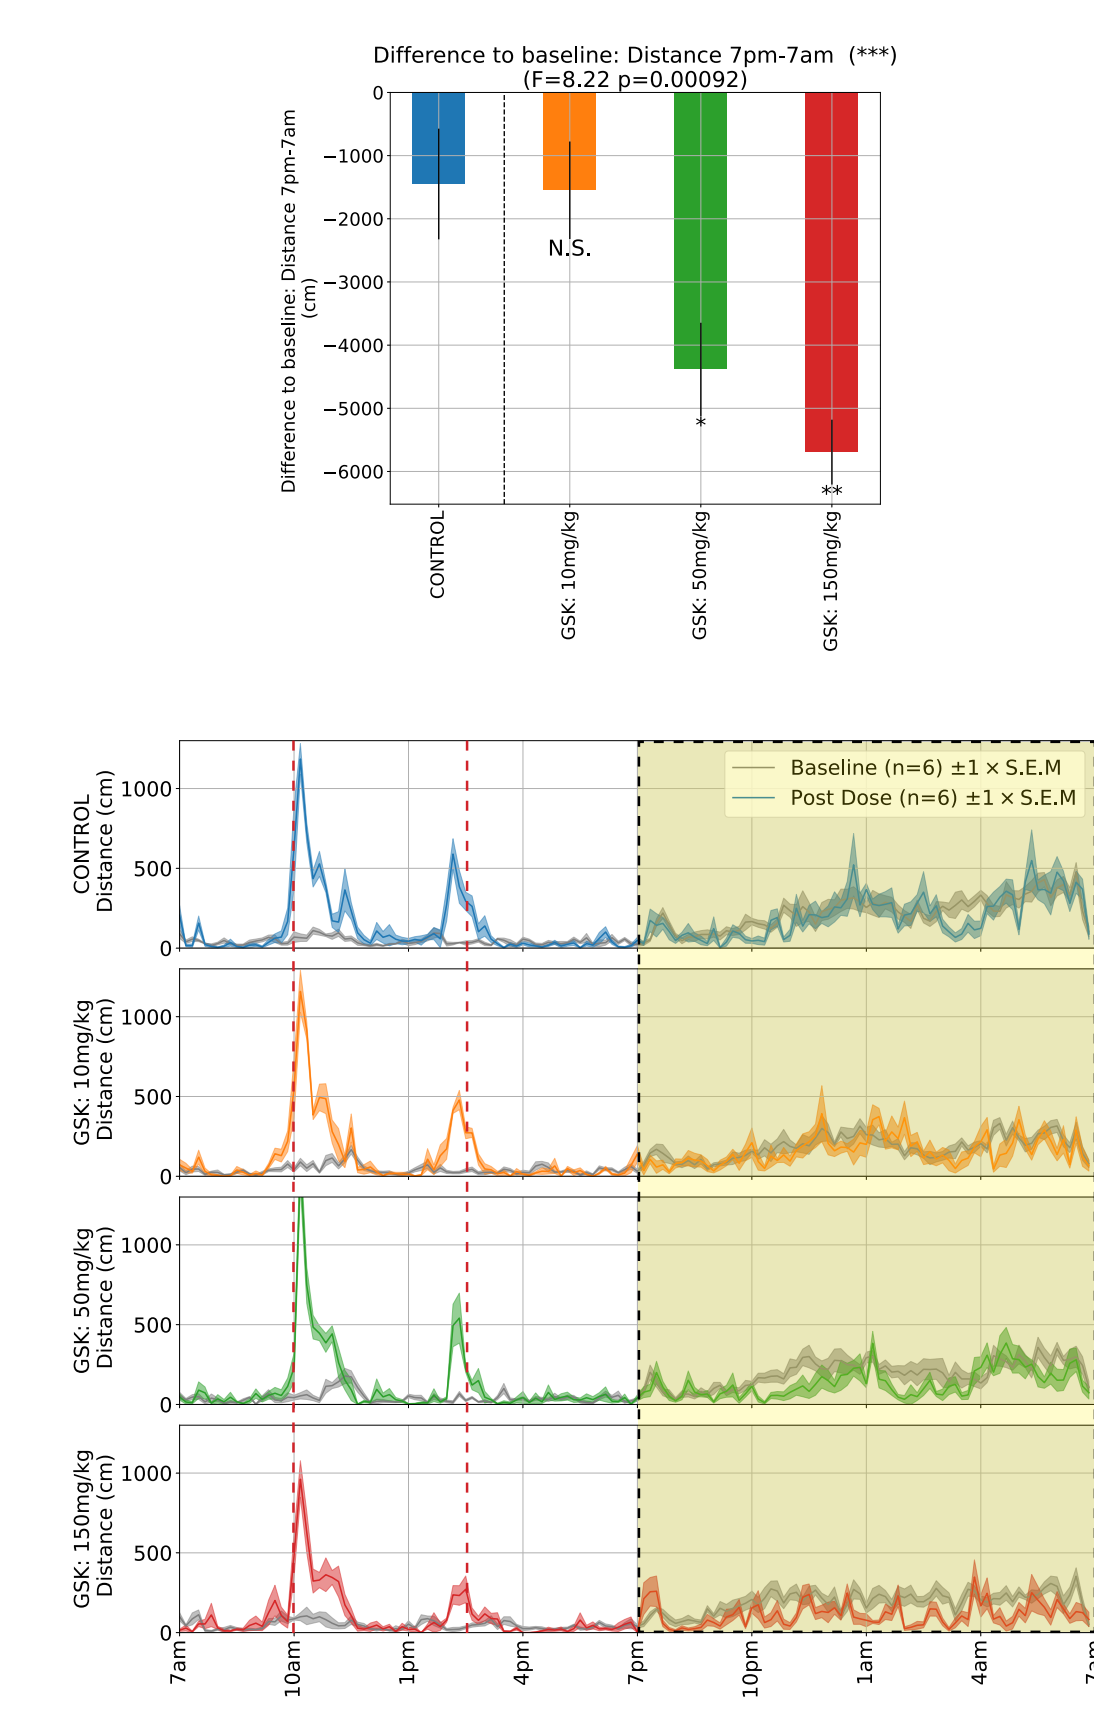 Difference to baseline: Distance 7pm-7am  (***)
(F=8.22 p=0.00092)
Difference to baseline: Distance 7pm-7am
(cm)
0
−1000
−2000
−3000
−4000
−5000
−6000
N.S.
*
**
CONTROL
GSK: 10mg/kg
GSK: 50mg/kg
GSK: 150mg/kg
CONTROL
Distance (cm)
1000
500
0
Baseline (n=6) ±1 × S.E.M
Post Dose (n=6) ±1 × S.E.M
GSK: 10mg/kg
Distance (cm)
1000
500
0
GSK: 50mg/kg
Distance (cm)
1000
500
0
GSK: 150mg/kg
Distance (cm)
1000
500
0
7am
10am
1pm
4pm
7pm
10pm
1am
4am
7am